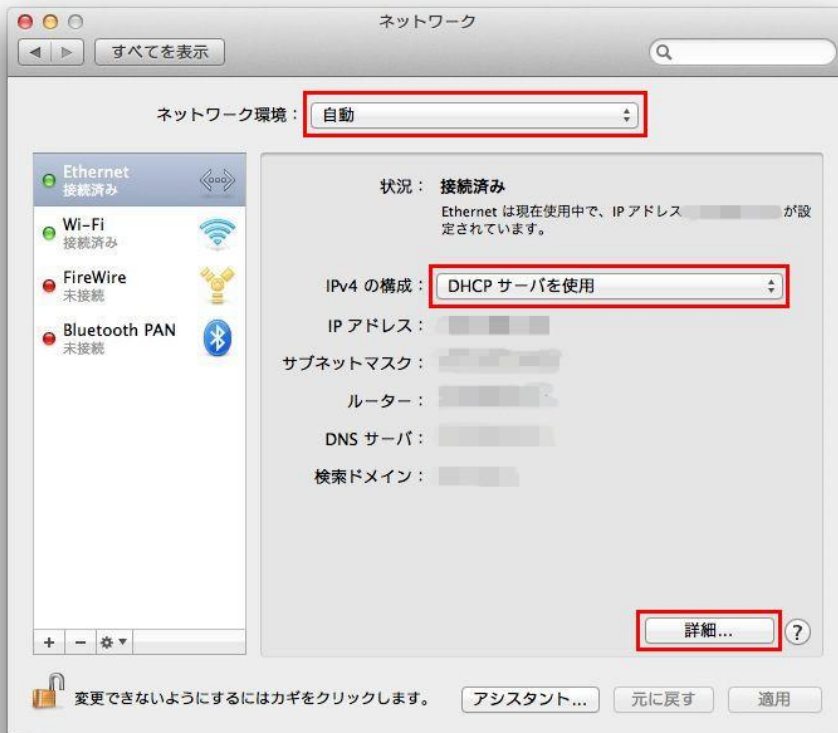 ネットワーク
すべてを表示
ネットワーク環境： 自動
Ethernet
接続済み
Wi-Fi
接続済み
FireWire
未接続
Bluetooth PAN
未接続
状況： 接続済み
Ethernet は現在使用中で、IP アドレス が設
定されています。
IPv4 の構成： DHCP サーバを使用
IP アドレス：
サブネットマスク：
ルーター：
DNS サーバ：
検索ドメイン：
詳細... ?
+ −
変更できないようにするにはカギをクリックします。 アシスタント... 元に戻す 適用